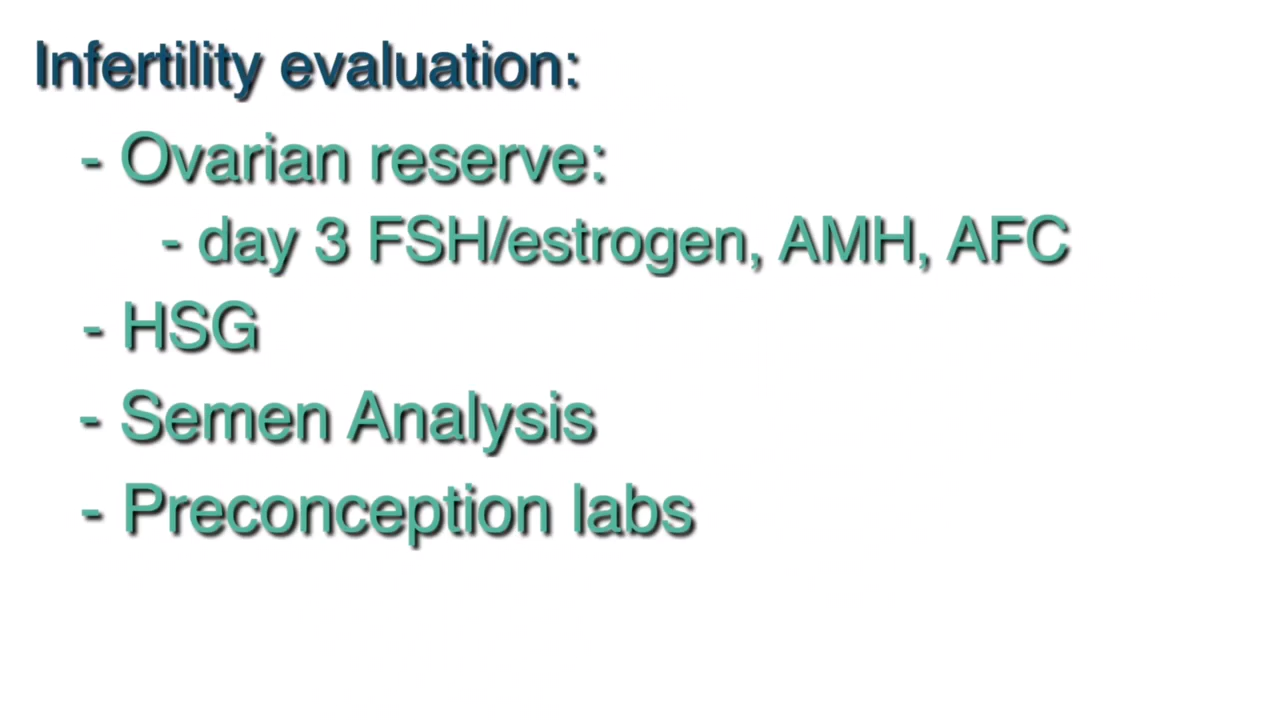 Infertility evaluation:
- Ovarian reserve:
- day 3 FSH/estrogen, AMH, AFC
- HSG
- Semen Analysis
- Preconception labs